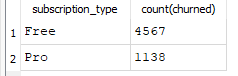 subscription_type count(churned)
1 Free 4567
2 Pro 1138